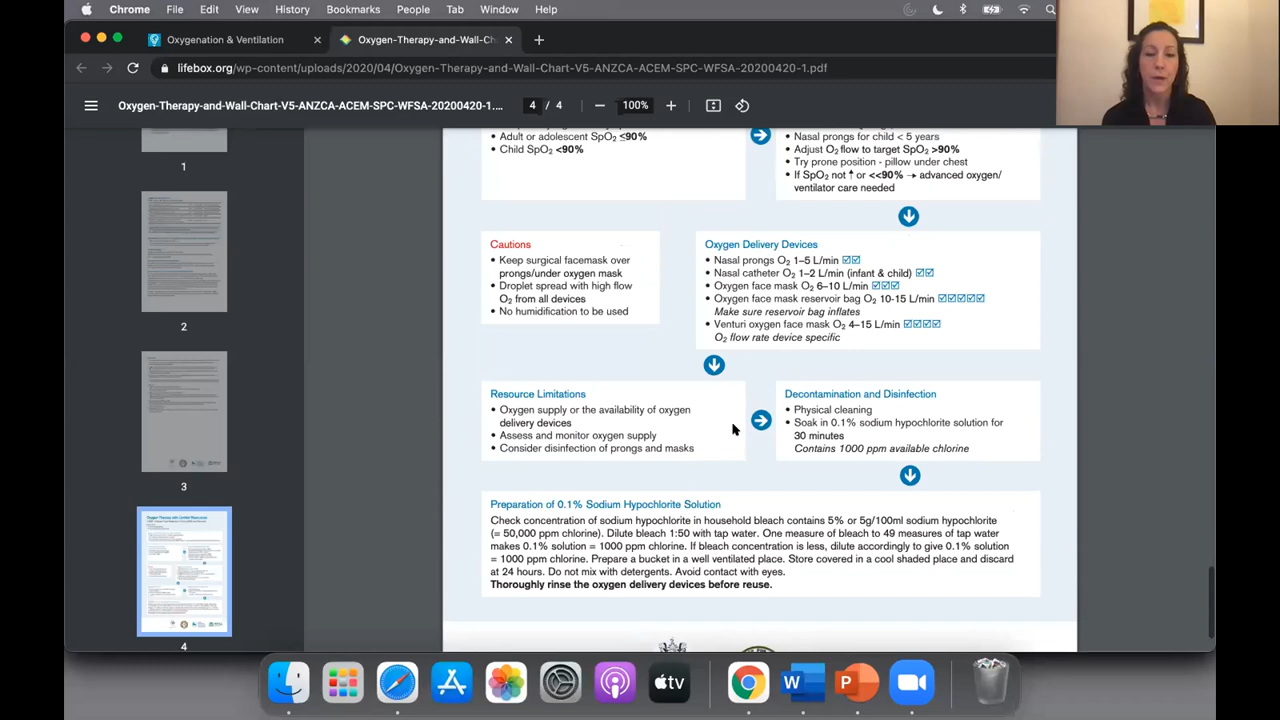 Chrome File Edit View History Bookmarks People Tab Window Help
Oxygenation & Ventilation
Oxygen-Therapy-and-Wall-Ch
lifebox.org/wp-content/uploads/2020/04/Oxygen-Therapy-and-Wall-Chart-V5-ANZCA-ACEM-SPC-WFSA-20200420-1.pdf
Oxygen-Therapy-and-Wall-Chart-V5-ANZCA-ACEM-SPC-WFSA-20200420-1.... 4 / 4 100%
1
2
3
4
• Adult or adolescent SpO₂ ≤90%
• Child SpO₂ <90%
• Nasal prongs for child < 5 years
• Adjust O₂ flow to target SpO₂ >90%
• Try prone position - pillow under chest
• If SpO₂ not ↑ or <<90% → advanced oxygen/
ventilator care needed
Cautions
• Keep surgical facemask over
prongs/under oxygen mask
• Droplet spread with high flow
O₂ from all devices
• No humidification to be used
Oxygen Delivery Devices
• Nasal prongs O₂ 1–5 L/min ☑☑
• Nasal catheter O₂ 1–2 L/min (infant & child) ☑☑
• Oxygen face mask O₂ 6–10 L/min ☑☑☑
• Oxygen face mask reservoir bag O₂ 10-15 L/min ☑☑☑☑☑
Make sure reservoir bag inflates
• Venturi oxygen face mask O₂ 4–15 L/min ☑☑☑☑
O₂ flow rate device specific
Resource Limitations
• Oxygen supply or the availability of oxygen
delivery devices
• Assess and monitor oxygen supply
• Consider disinfection of prongs and masks
Decontamination and Disinfection
• Physical cleaning
• Soak in 0.1% sodium hypochlorite solution for
30 minutes
Contains 1000 ppm available chlorine
Preparation of 0.1% Sodium Hypochlorite Solution
Check concentration of sodium hypochlorite in household bleach contains 5% or 5g/100ml sodium hypochlorite
(= 50,000 ppm chlorine). Dilute bleach 1:50 with tap water. One measure of bleach to 49 measures of tap water
makes 0.1% solution = 1000 ppm chlorine. If bleach concentration is less, dilute accordingly to give 0.1% solution
= 1000 ppm chlorine. Prepare a bucket in a well ventilated place. Store covered in a cool shaded place and discard
at 24 hours. Do not mix with detergents. Avoid contact with eyes.
Thoroughly rinse the oxygen delivery devices before reuse.
tv
W
P